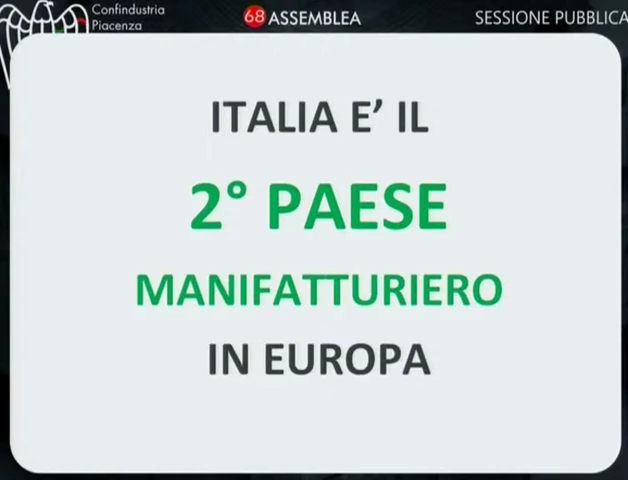 Confindustria
Piacenza
68 ASSEMBLEA
SESSIONE PUBBLICA
ITALIA E’ IL
2° PAESE
MANIFATTURIERO
IN EUROPA